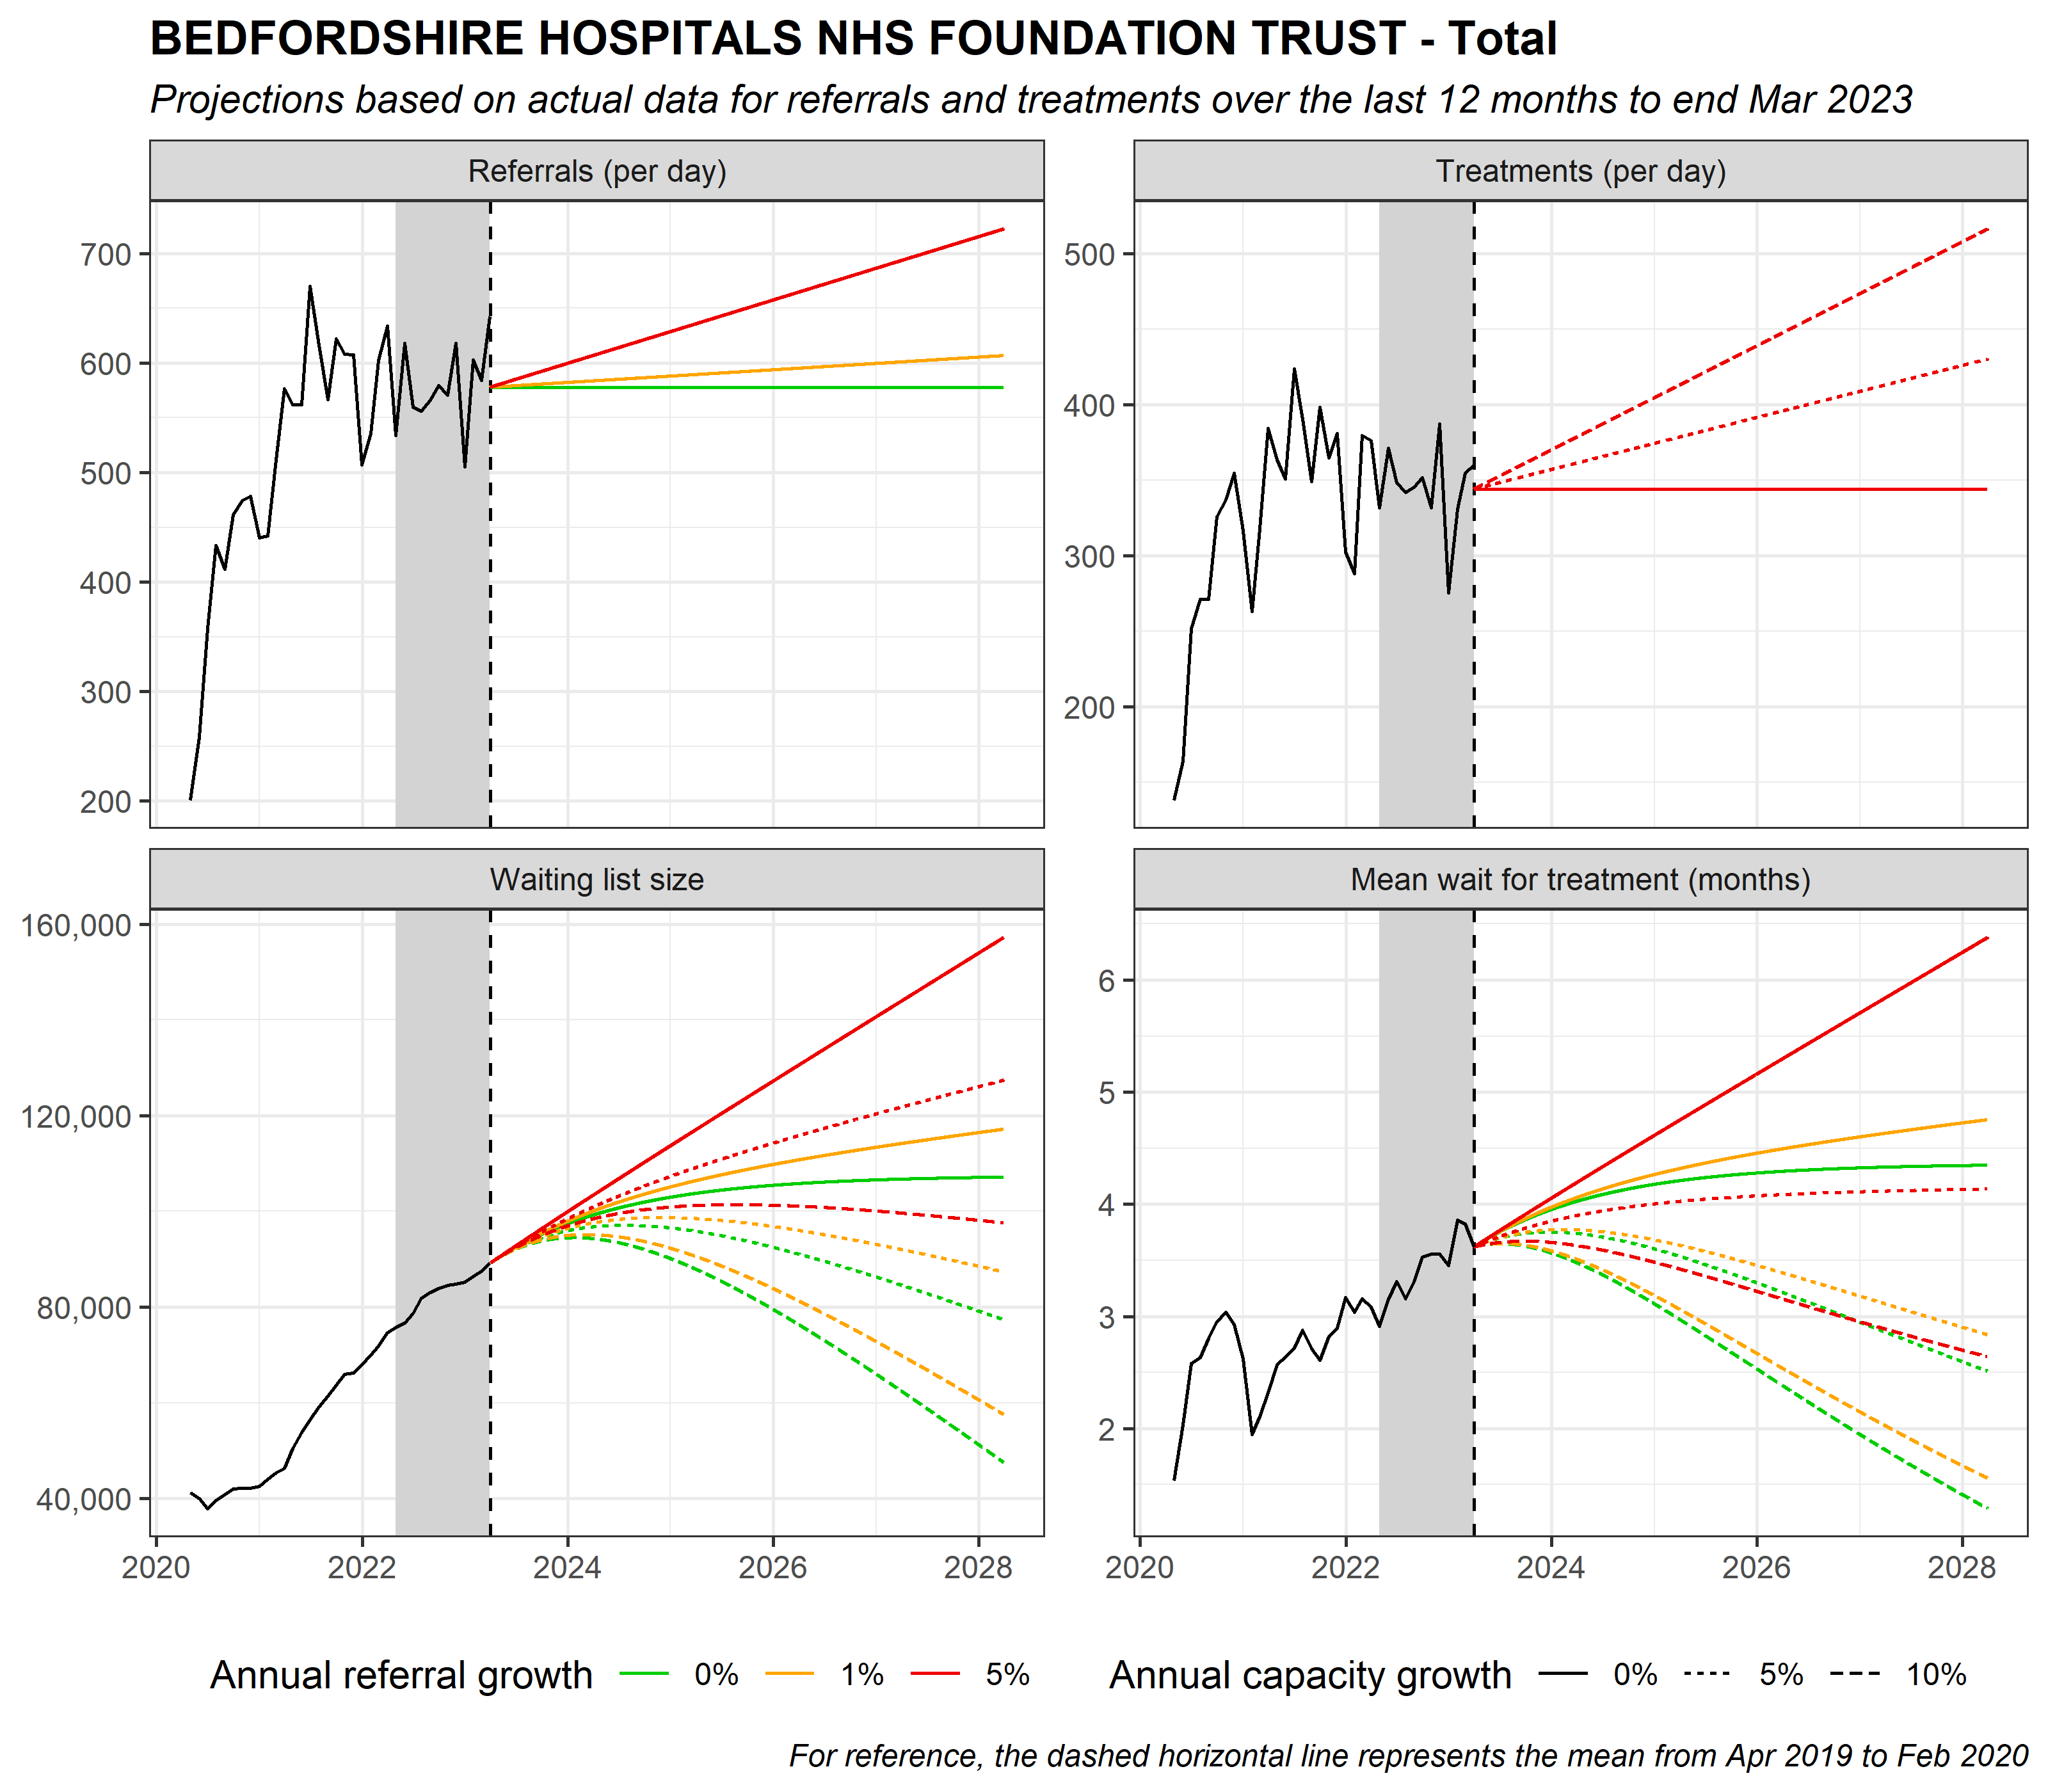 BEDFORDSHIRE HOSPITALS NHS FOUNDATION TRUST - Total
Projections based on actual data for referrals and treatments over the last 12 months to end Mar 2023
Referrals (per day)
700
600
500
400
300
200
Treatments (per day)
500
400
300
200
Waiting list size
160,000
120,000
80,000
40,000
2020 2022 2024 2026 2028
Mean wait for treatment (months)
6
5
4
3
2
2020 2022 2024 2026 2028
Annual referral growth 0% 1% 5%
Annual capacity growth 0% 5% 10%
For reference, the dashed horizontal line represents the mean from Apr 2019 to Feb 2020